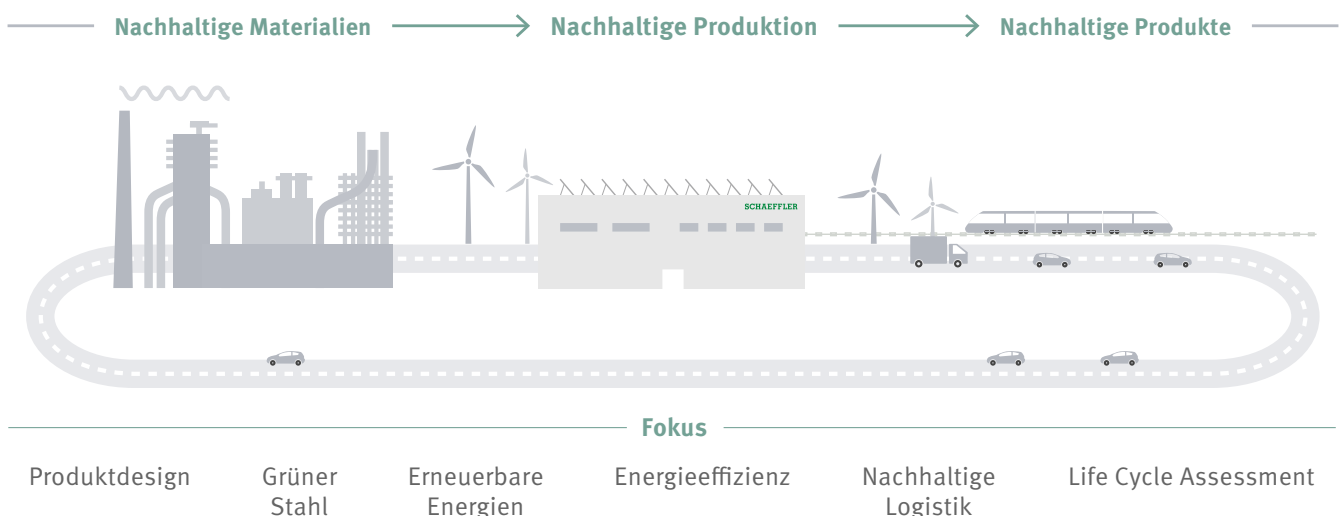 Nachhaltige Materialien
Nachhaltige Produktion
Nachhaltige Produkte
SCHAEFFLER
Fokus
Produktdesign
Grüner
Stahl
Erneuerbare
Energien
Energieeffizienz
Nachhaltige
Logistik
Life Cycle Assessment